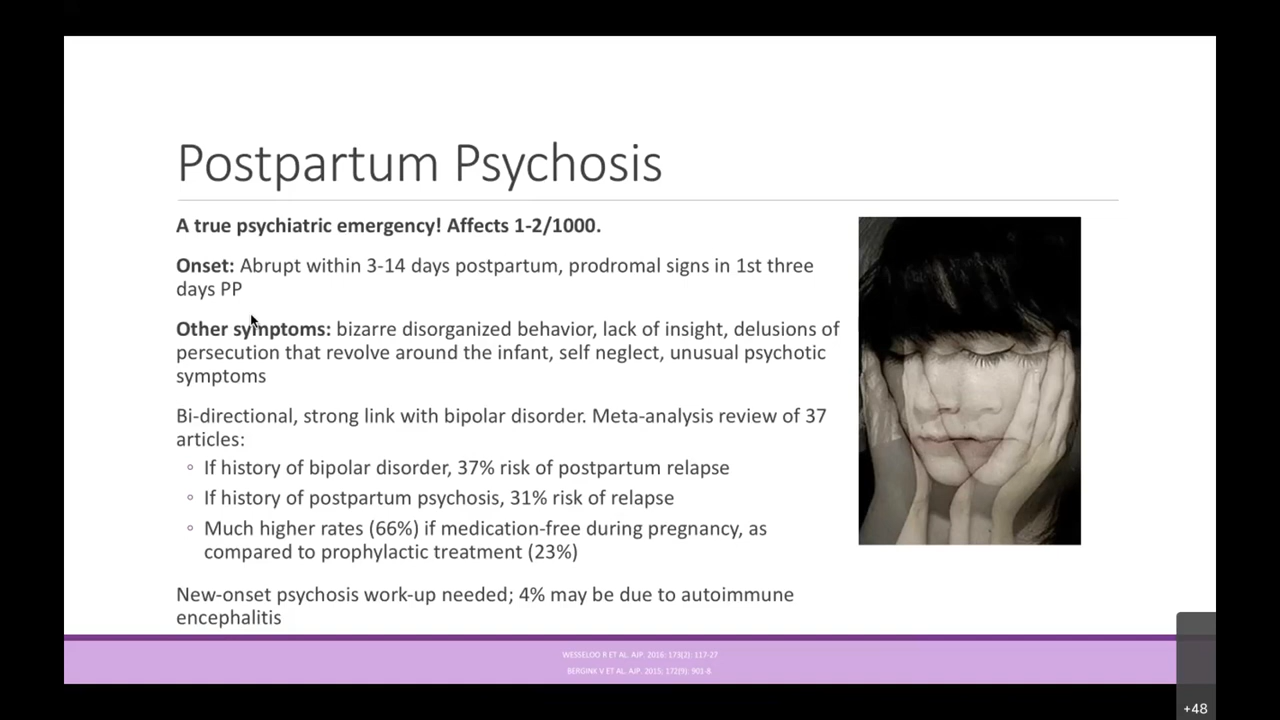 Postpartum Psychosis
A true psychiatric emergency! Affects 1-2/1000.
Onset: Abrupt within 3-14 days postpartum, prodromal signs in 1st three
days PP
Other symptoms: bizarre disorganized behavior, lack of insight, delusions of
persecution that revolve around the infant, self neglect, unusual psychotic
symptoms
Bi-directional, strong link with bipolar disorder. Meta-analysis review of 37
articles:
◦ If history of bipolar disorder, 37% risk of postpartum relapse
◦ If history of postpartum psychosis, 31% risk of relapse
◦ Much higher rates (66%) if medication-free during pregnancy, as
compared to prophylactic treatment (23%)
New-onset psychosis work-up needed; 4% may be due to autoimmune
encephalitis
WESSELOO R ET AL. AJP. 2016; 173(2): 117-27
BERGINK V ET AL. AJP. 2015; 172(9): 901-8.
+48